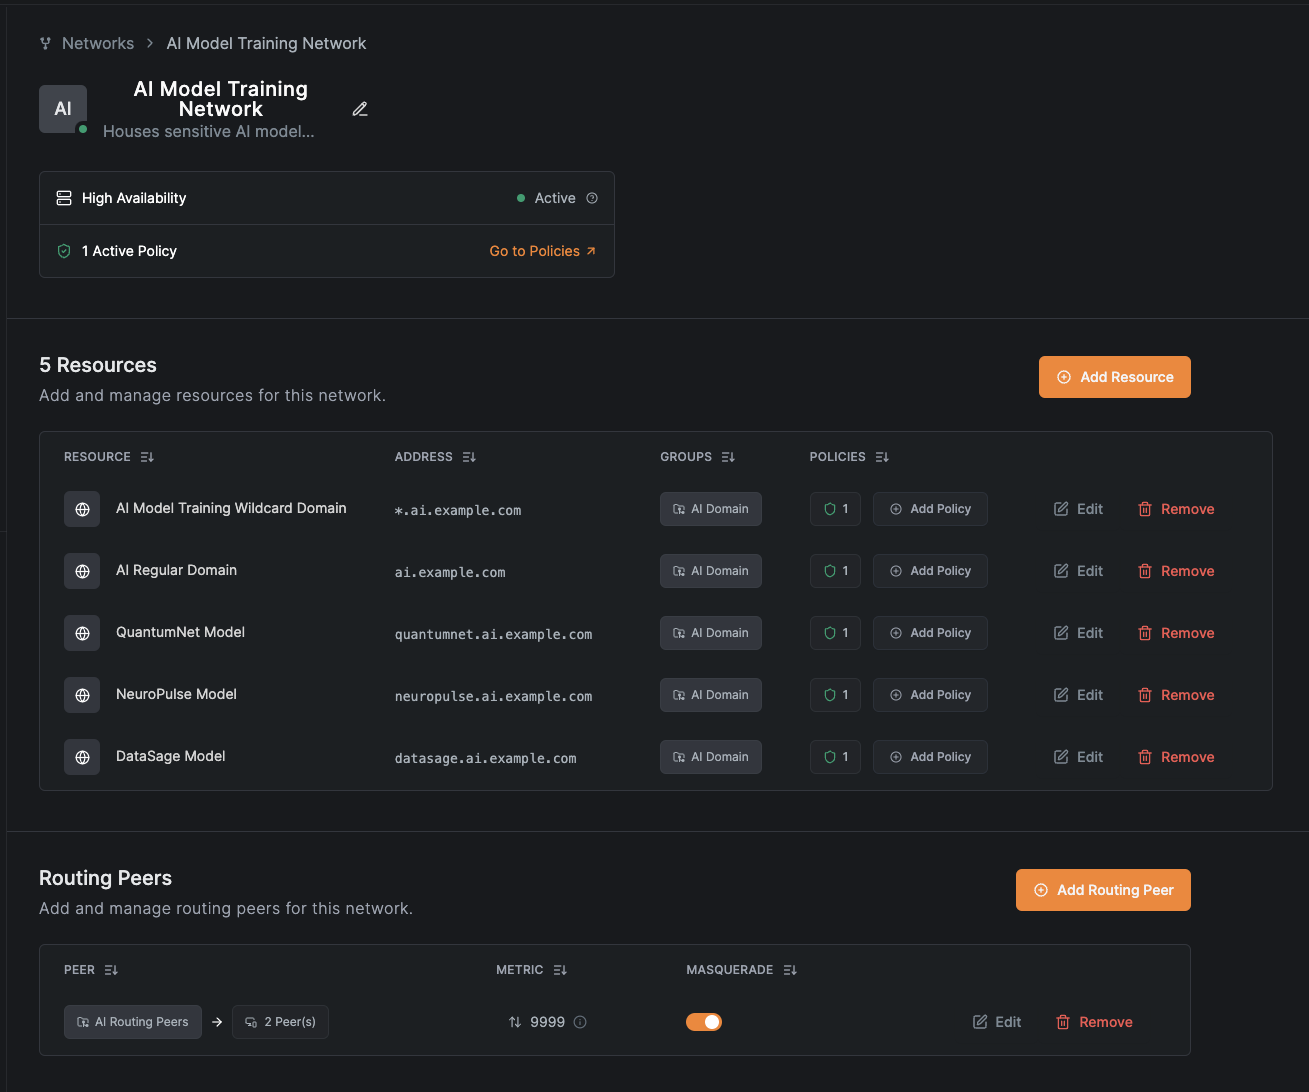 Networks > AI Model Training Network
AI
AI Model Training
Network
Houses sensitive AI model...
High Availability Active
1 Active Policy Go to Policies
5 Resources
Add and manage resources for this network.
Add Resource
RESOURCE ADDRESS GROUPS POLICIES
AI Model Training Wildcard Domain *.ai.example.com AI Domain 1 Add Policy Edit Remove
AI Regular Domain ai.example.com AI Domain 1 Add Policy Edit Remove
QuantumNet Model quantumnet.ai.example.com AI Domain 1 Add Policy Edit Remove
NeuroPulse Model neuropulse.ai.example.com AI Domain 1 Add Policy Edit Remove
DataSage Model datasage.ai.example.com AI Domain 1 Add Policy Edit Remove
Routing Peers
Add and manage routing peers for this network.
Add Routing Peer
PEER METRIC MASQUERADE
AI Routing Peers → 2 Peer(s) 9999 Edit Remove